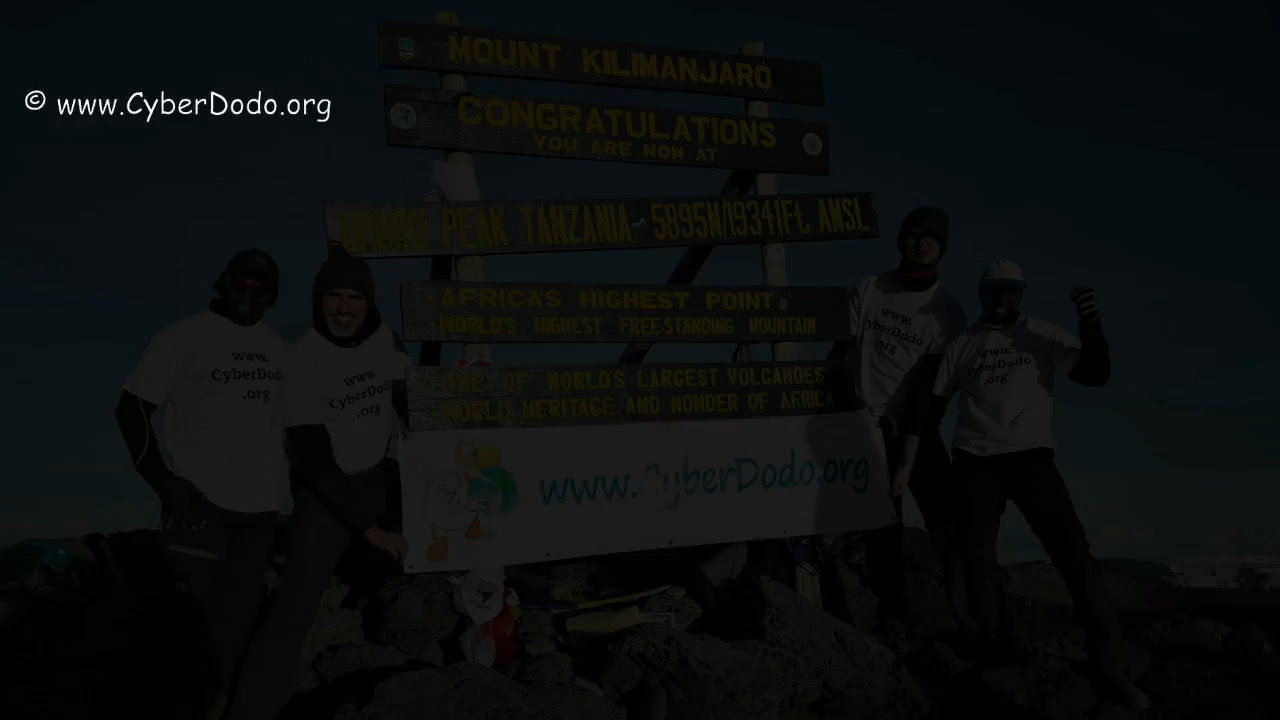 © www.CyberDodo.org
MOUNT KILIMANJARO
CONGRATULATIONS
YOU ARE NOW AT
UHURU PEAK TANZANIA, 5895M/19341Ft. AMSL
AFRICA'S HIGHEST POINT
WORLD'S HIGHEST FREE-STANDING MOUNTAIN
ONE OF WORLD'S LARGEST VOLCANOES
WORLD HERITAGE AND WONDER OF AFRICA
www.CyberDodo.org
www.
CyberDodo
.org
www.
CyberDodo
.org
www.
CyberDodo
.org
www.
CyberDodo
.org